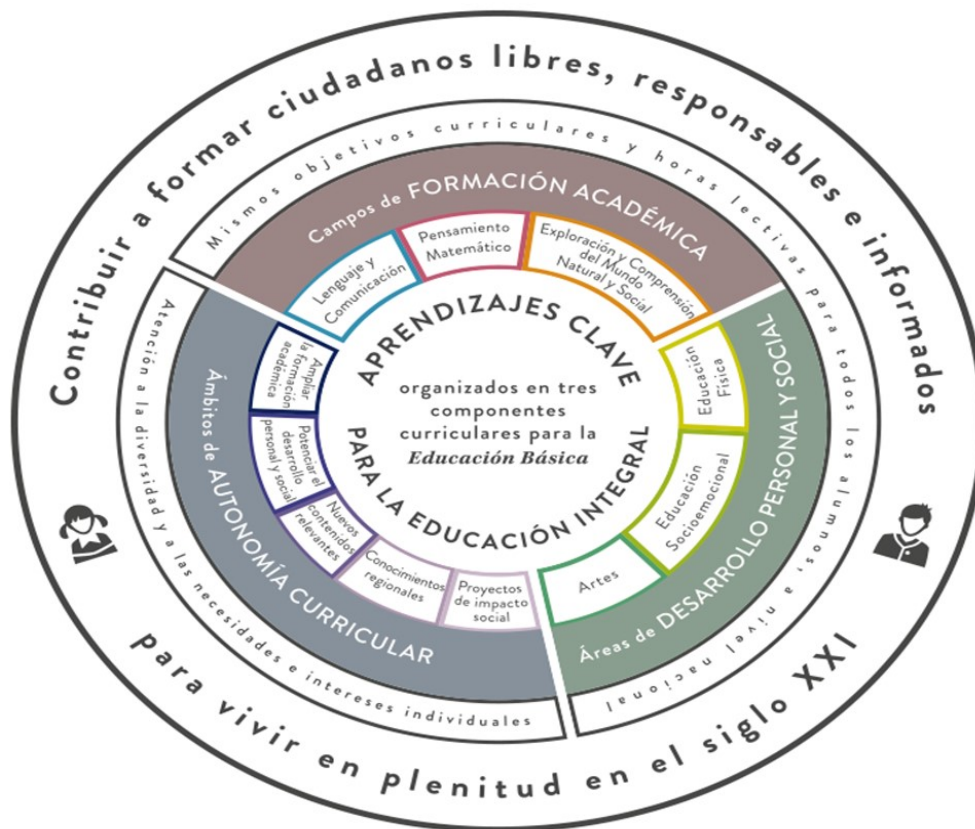 Contribuir a formar ciudadanos libres, responsables e informados
para vivir en plenitud en el siglo XXI
Mismos objetivos curriculares y horas lectivas para todos los alumnos, a nivel nacional
Atención a la diversidad y a las necesidades e intereses individuales
Campos de FORMACIÓN ACADÉMICA
Lenguaje y
Comunicación
Pensamiento
Matemático
Exploración y Comprensión
del Mundo
Natural y Social
Áreas de DESARROLLO PERSONAL Y SOCIAL
Educación
Física
Educación
Socioemocional
Artes
Ámbitos de AUTONOMÍA CURRICULAR
Ampliar
la formación
académica
Potenciar el
desarrollo
personal y social
Nuevos
contenidos
relevantes
Conocimientos
regionales
Proyectos
de impacto
social
APRENDIZAJES CLAVE
organizados en tres
componentes
curriculares para la
Educación Básica
PARA LA EDUCACIÓN INTEGRAL